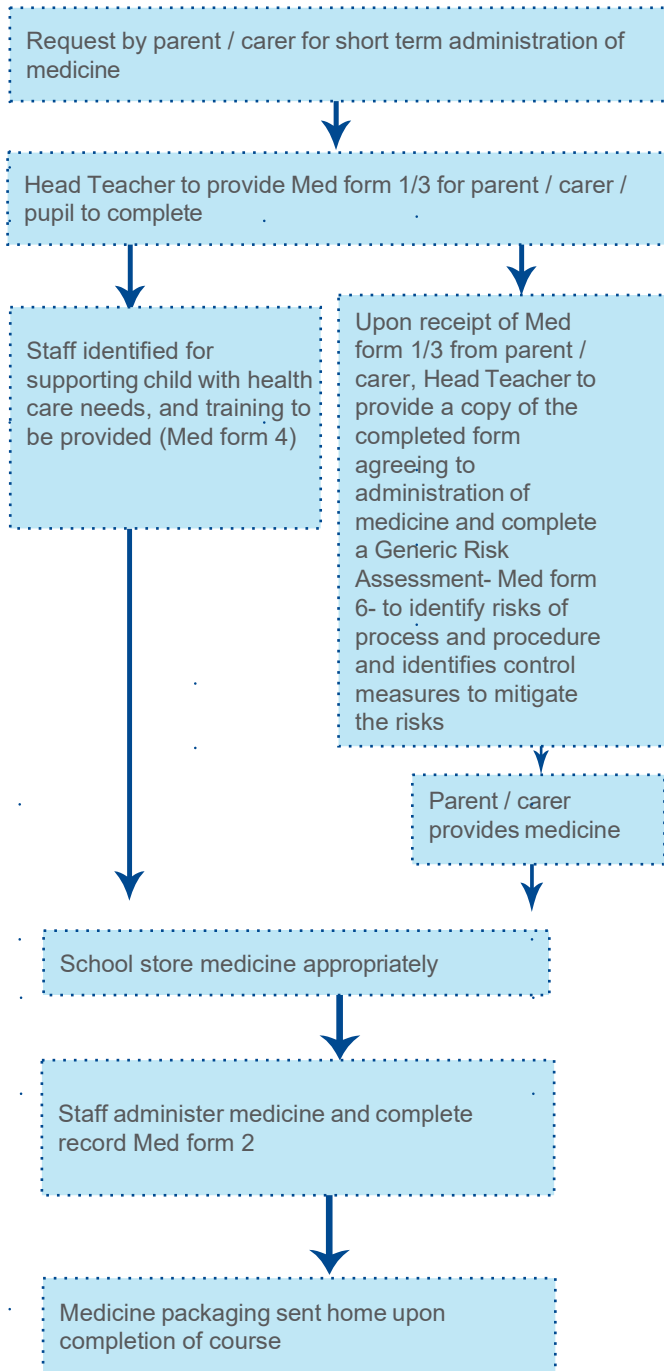 Request by parent / carer for short term administration of
medicine
Head Teacher to provide Med form 1/3 for parent / carer /
pupil to complete
Staff identified for
supporting child with health
care needs, and training to
be provided (Med form 4)
Upon receipt of Med
form 1/3 from parent /
carer, Head Teacher to
provide a copy of the
completed form
agreeing to
administration of
medicine and complete
a Generic Risk
Assessment- Med form
6- to identify risks of
process and procedure
and identifies control
measures to mitigate
the risks
Parent / carer
provides medicine
School store medicine appropriately
Staff administer medicine and complete
record Med form 2
Medicine packaging sent home upon
completion of course